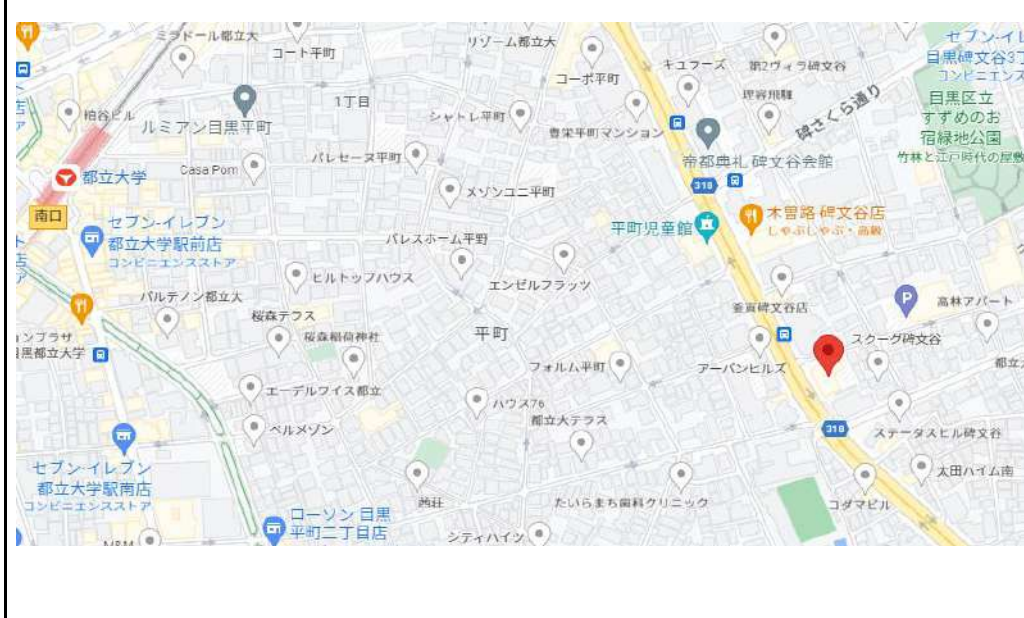 ミラドール都立大
コート平町
リゾーム都立大
コーポ平町
キュフーズ
第2ヴィラ碑文谷
セブン-イレ
目黒碑文谷3丁
コンビニエンス
柏谷ビル
ルミアン目黒平町
1丁目
シャトレ平町
豊栄平町マンション
理容飛騨
碑さくら通り
目黒区立
すずめのお
宿緑地公園
竹林と江戸時代の屋敷
都立大学
南口
Casa Pom
パレセーヌ平町
メゾンユニ平町
帝都典礼 碑文谷会館
318
木曽路 碑文谷店
しゃぶしゃぶ・高級
平町児童館
セブン-イレブン
都立大学駅前店
コンビニエンスストア
パレスホーム平野
ヒルトップハウス
エンゼルフラッツ
パルテノン都立大
桜森テラス
桜森稲荷神社
平町
釜寅碑文谷店
P
高林アパート
スクーグ碑文谷
ンプラザ
黒都立大学
フォルム平町
アーバンヒルズ
都立
エーデルワイス都立
ハウス76
都立大テラス
ベルメゾン
318
ステータスヒル碑文谷
太田ハイム南
セブン-イレブン
都立大学駅南店
コンビニエンスストア
茜荘
たいらまち歯科クリニック
コダマビル
ローソン 目黒
平町二丁目店
シティハイツ
M&M